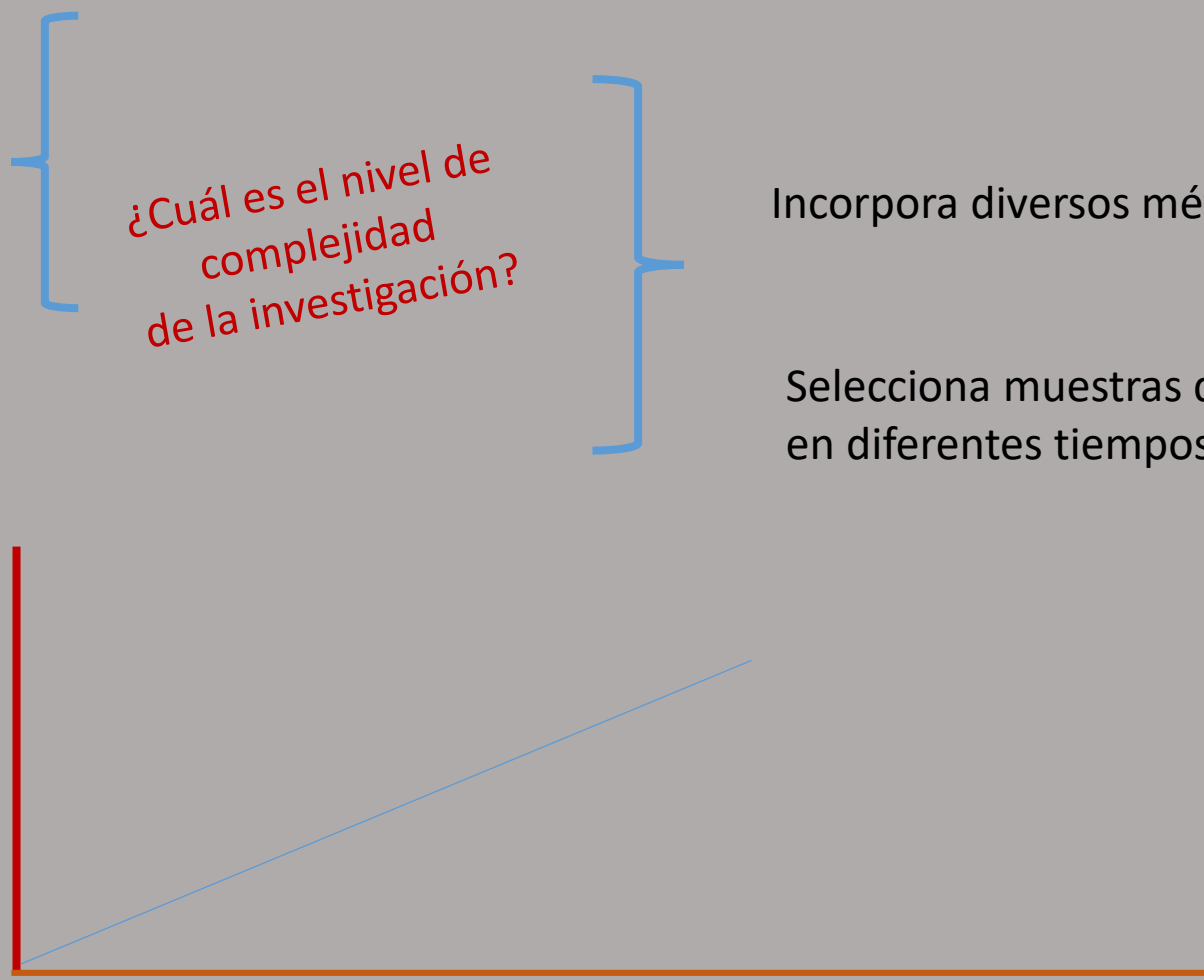 ¿Cuál es el nivel de
complejidad
de la investigación?
Incorpora diversos
Selecciona muestras
en diferentes tiempos